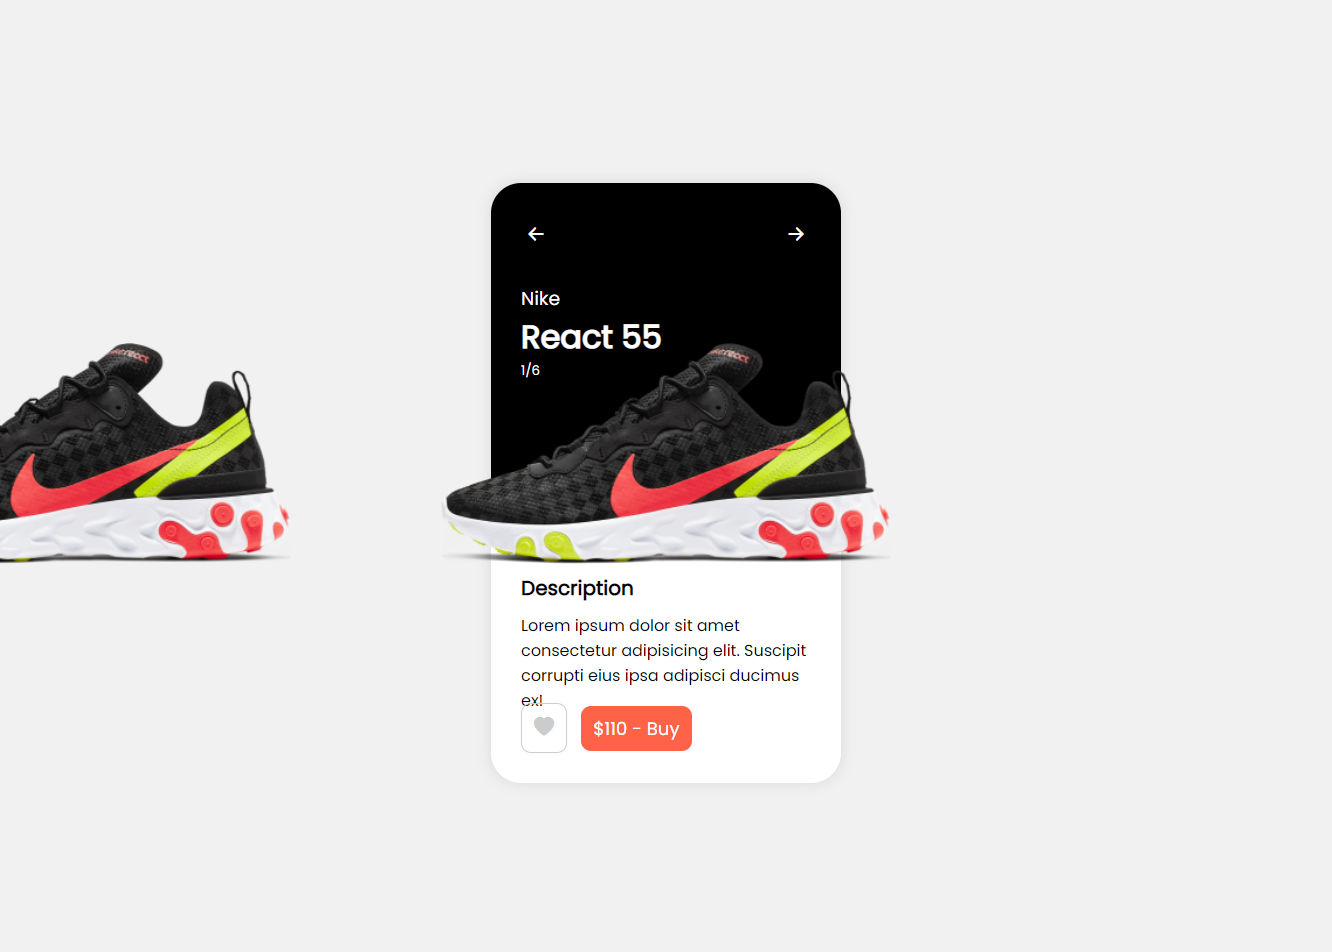 Nike
React 55
1/6
Description
Lorem ipsum dolor sit amet
consectetur adipisicing elit. Suscipit
corrupti eius ipsa adipisci ducimus
ex!
$110 - Buy